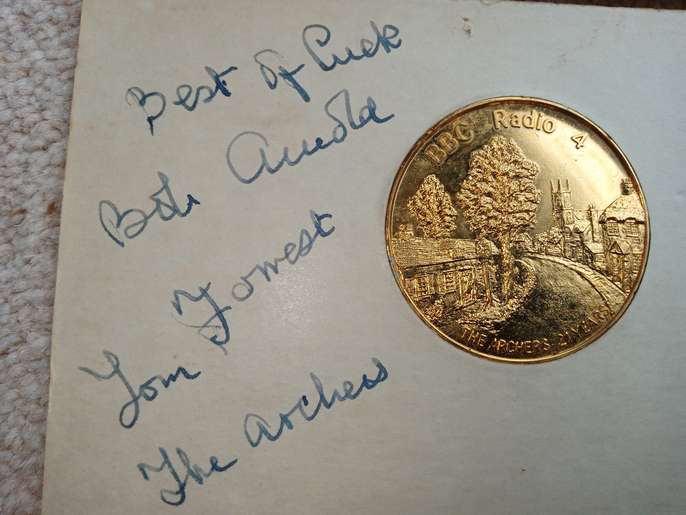 Best of Luck
Bob Arnold
Tom Forrest
The Archers
BBC Radio 4
THE ARCHERS 21 YEARS